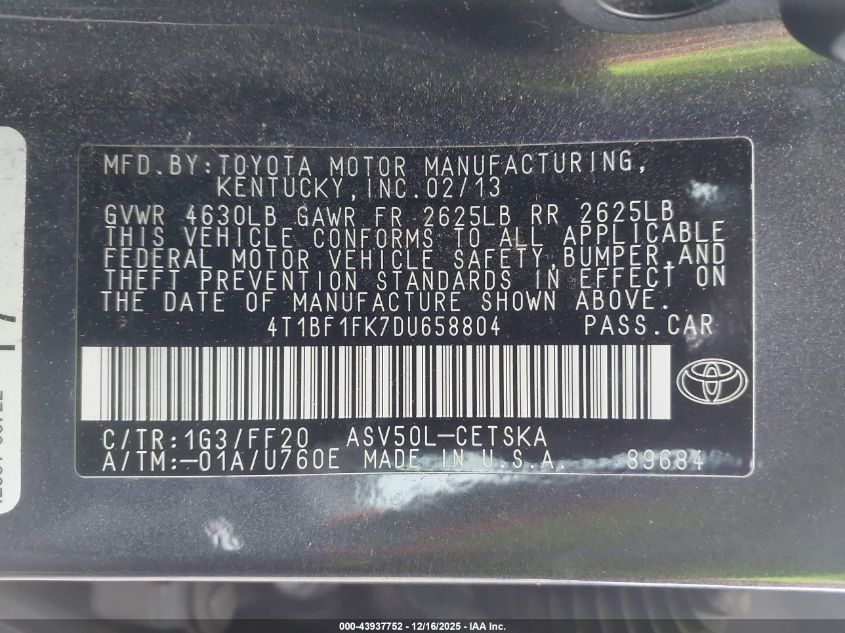 MFD.BY:TOYOTA MOTOR MANUFACTURING,
KENTUCKY,INC.02/13
GVWR 4630LB GAWR FR 2625LB RR 2625LB
THIS VEHICLE CONFORMS TO ALL APPLICABLE
FEDERAL MOTOR VEHICLE SAFETY,BUMPER,AND
THEFT PREVENTION STANDARDS IN EFFECT ON
THE DATE OF MANUFACTURE SHOWN ABOVE.
4T1BF1FK7DU658804 PASS.CAR
C/TR:1G3/FF20 ASV50L-CETSKA
A/TM:-01A/U760E MADE IN U.S.A. 89684
000-43937752 - 12/16/2025 - IAA Inc.